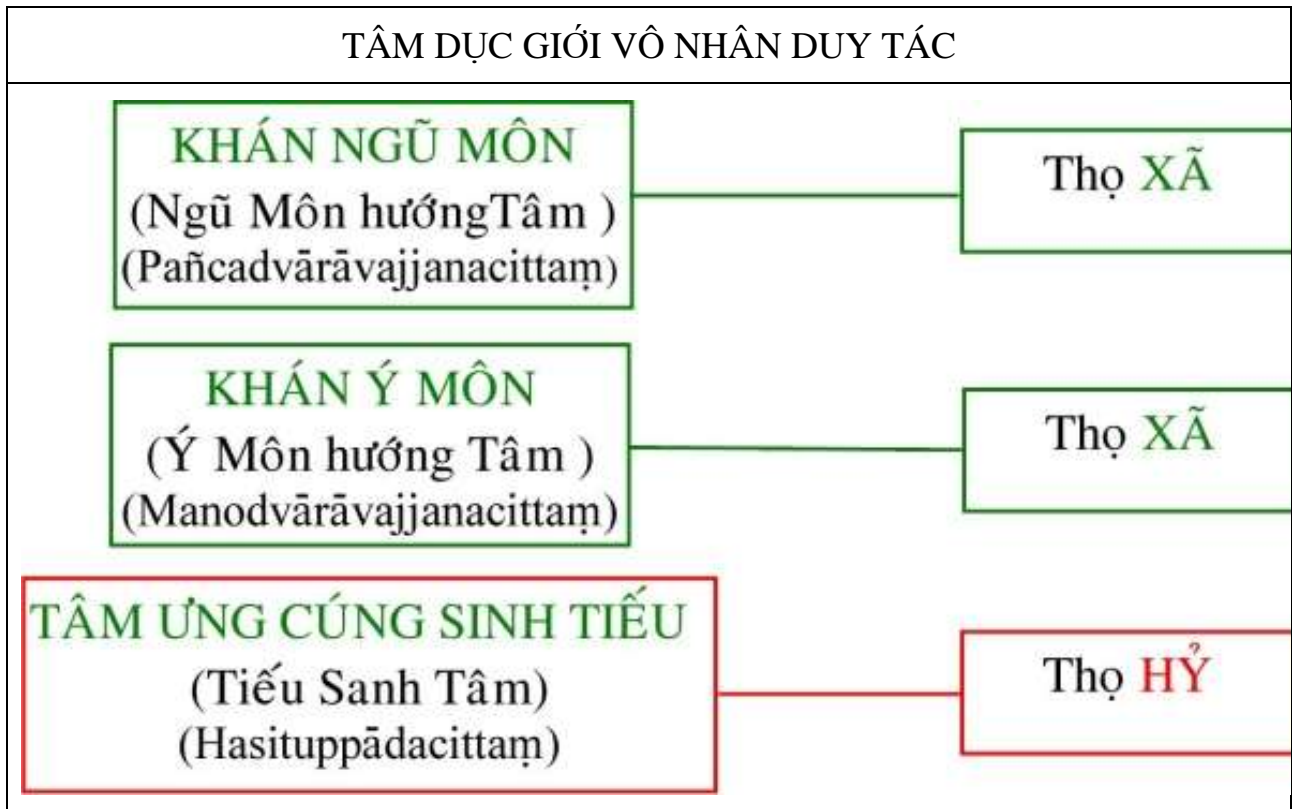 TÂM DỤC GIỚI VÔ NHÂN DUY TÁC
KHÁN NGŨ MÔN
(Ngũ Môn hướngTâm )
(Pañcadvārāvajjanacittaṃ)
Thọ XÃ
KHÁN Ý MÔN
(Ý Môn hướng Tâm )
(Manodvārāvajjanacittaṃ)
Thọ XÃ
TÂM ƯNG CÚNG SINH TIẾU
(Tiếu Sanh Tâm)
(Hasituppādacittaṃ)
Thọ HỶ